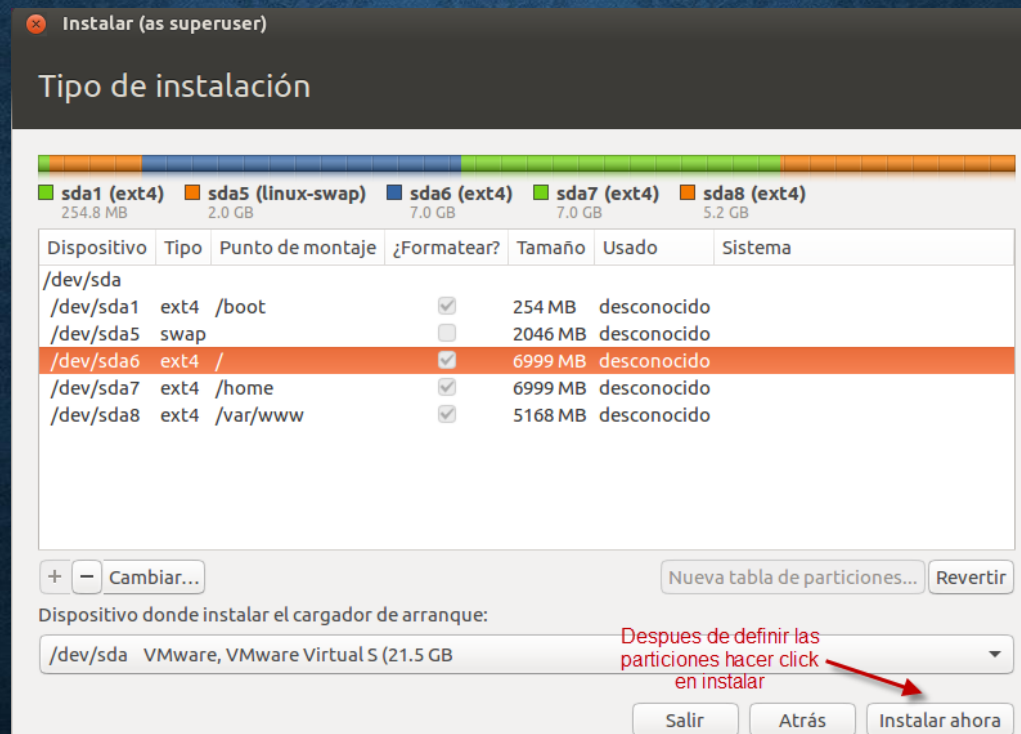 Instalar (as superuser)
Tipo de instalación
sda1 (ext4) sda5 (linux-swap) sda6 (ext4) sda7 (ext4) sda8 (ext4)
254.8 MB 2.0 GB 7.0 GB 7.0 GB 5.2 GB
Dispositivo Tipo Punto de montaje ¿Formatear? Tamaño Usado Sistema
/dev/sda
/dev/sda1 ext4 /boot 254 MB desconocido
/dev/sda5 swap 2046 MB desconocido
/dev/sda6 ext4 / 6999 MB desconocido
/dev/sda7 ext4 /home 6999 MB desconocido
/dev/sda8 ext4 /var/www 5168 MB desconocido
+ − Cambiar... Nueva tabla de particiones... Revertir
Dispositivo donde instalar el cargador de arranque:
/dev/sda VMware, VMware Virtual S (21.5 GB
Despues de definir las
particiones hacer click
en instalar
Salir Atrás Instalar ahora